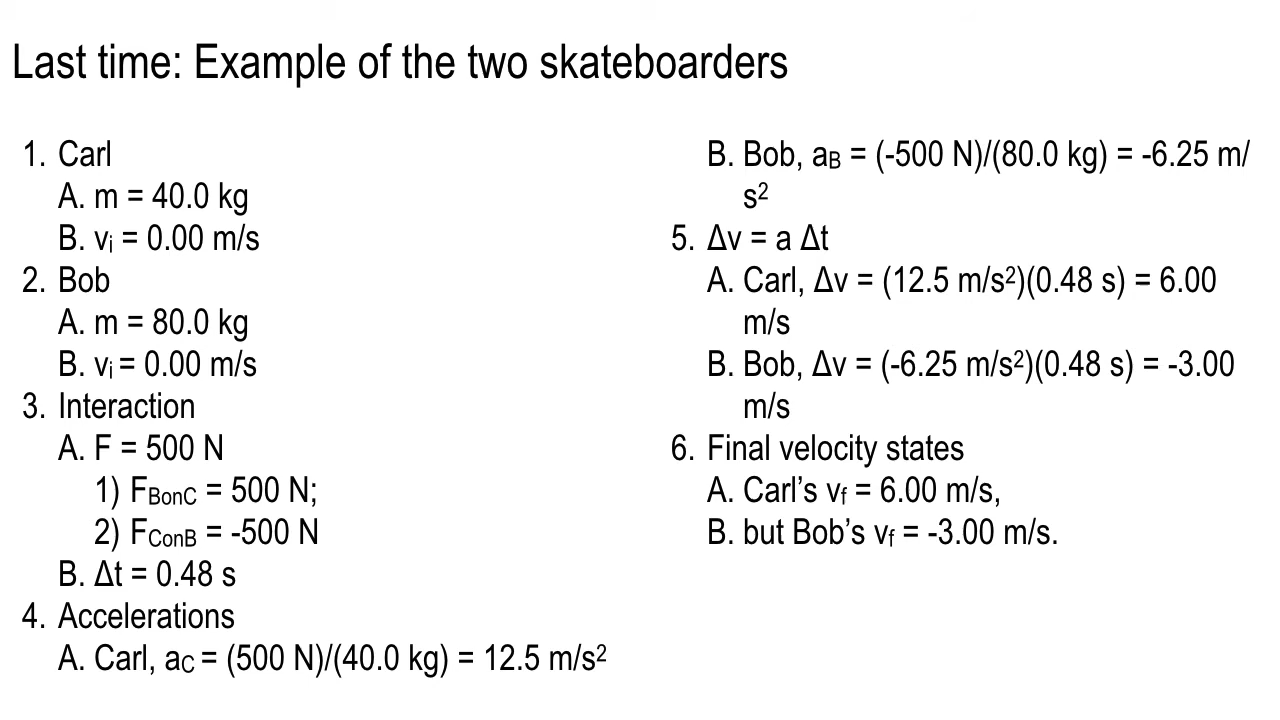 Last time: Example of the two skateboarders
1. Carl
A. m = 40.0 kg
B. vᵢ = 0.00 m/s
2. Bob
A. m = 80.0 kg
B. vᵢ = 0.00 m/s
3. Interaction
A. F = 500 N
1) FBonC = 500 N;
2) FConB = -500 N
B. Δt = 0.48 s
4. Accelerations
A. Carl, aC = (500 N)/(40.0 kg) = 12.5 m/s²
B. Bob, aB = (-500 N)/(80.0 kg) = -6.25 m/
s²
5. Δv = a Δt
A. Carl, Δv = (12.5 m/s²)(0.48 s) = 6.00
m/s
B. Bob, Δv = (-6.25 m/s²)(0.48 s) = -3.00
m/s
6. Final velocity states
A. Carl’s vf = 6.00 m/s,
B. but Bob’s vf = -3.00 m/s.